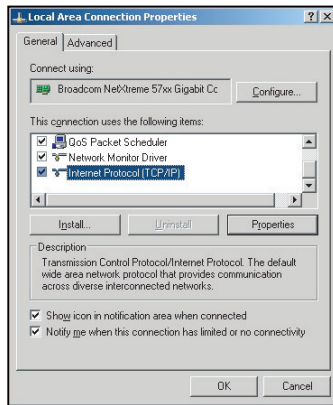 Local Area Connection Properties
General Advanced
Connect using:
Broadcom NetXtreme 57xx Gigabit Cc Configure...
This connection uses the following items:
QoS Packet Scheduler
Network Monitor Driver
Internet Protocol (TCP/IP)
Install... Uninstall Properties
Description
Transmission Control Protocol/Internet Protocol. The default
wide area network protocol that provides communication
across diverse interconnected networks.
Show icon in notification area when connected
Notify me when this connection has limited or no connectivity
OK Cancel